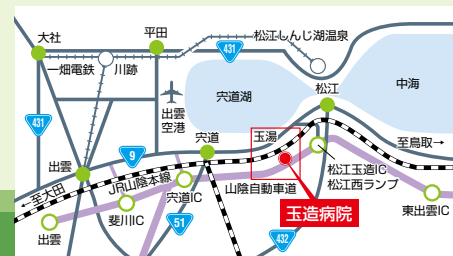 大社
平田
431
松江しんじ湖温泉
一畑電鉄
川跡
出雲
空港
宍道湖
松江
中海
431
宍道
玉湯
至鳥取→
出雲
9
JR山陰本線
←至大田
宍道IC
山陰自動車道
松江玉造IC
松江西ランプ
斐川IC
出雲
51
玉造病院
432
東出雲IC